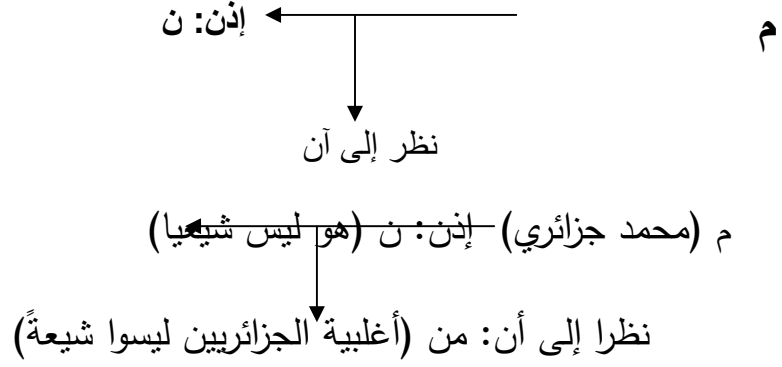 م إذن: ن
نظر إلى آن
م (محمد جزائري) إذن: ن (هو ليس شيعيا)
نظرا إلى أن: من (أغلبية الجزائريين ليسوا شيعةً)